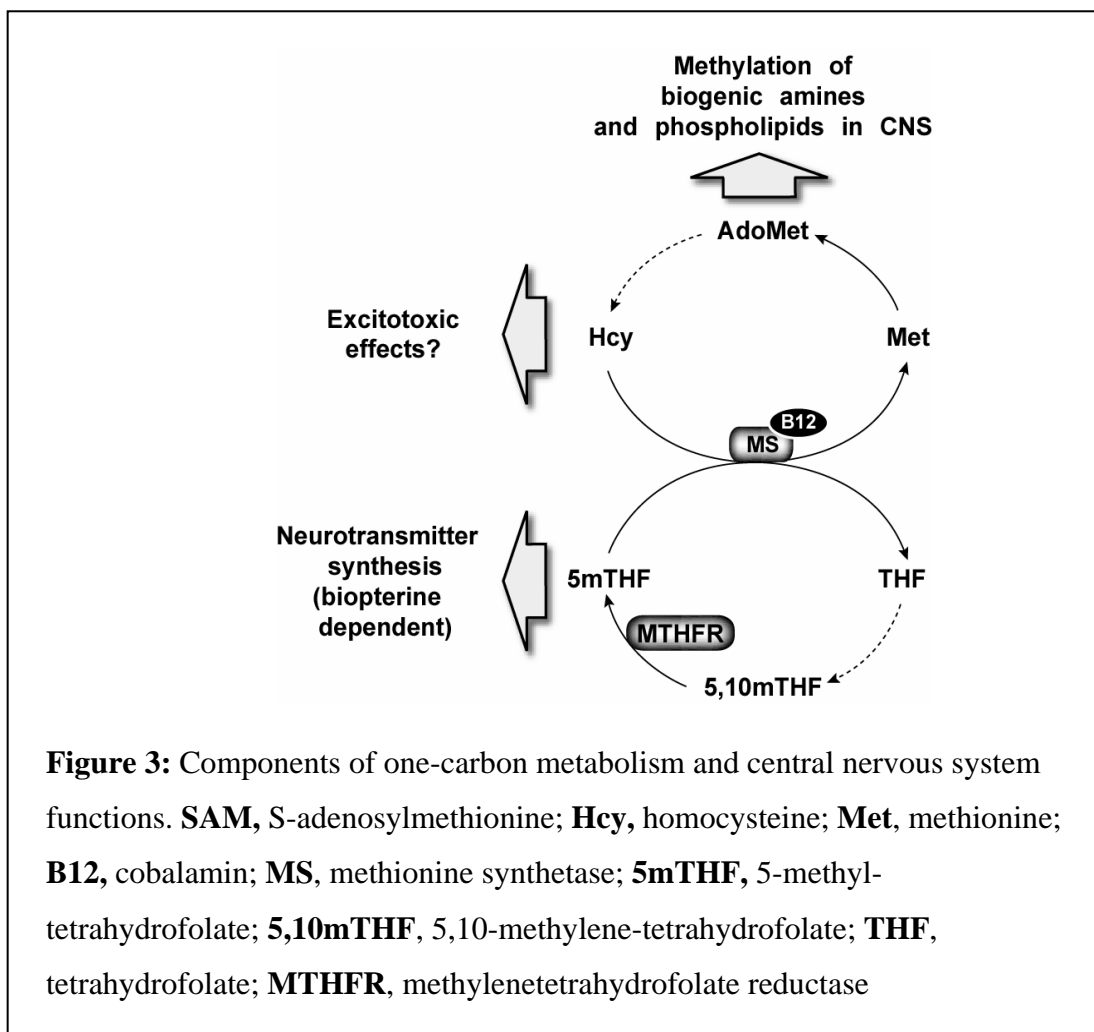 Methylation of
biogenic amines
and phospholipids in CNS
AdoMet
Excitotoxic
effects?
Hcy
Met
B12
MS
Neurotransmitter
synthesis
(biopterine
dependent)
5mTHF
THF
MTHFR
5,10mTHF
Figure 3: Components of one-carbon metabolism and central nervous system
functions. SAM, S-adenosylmethionine; Hcy, homocysteine; Met, methionine;
B12, cobalamin; MS, methionine synthetase; 5mTHF, 5-methyl-
tetrahydrofolate; 5,10mTHF, 5,10-methylene-tetrahydrofolate; THF,
tetrahydrofolate; MTHFR, methylenetetrahydrofolate reductase